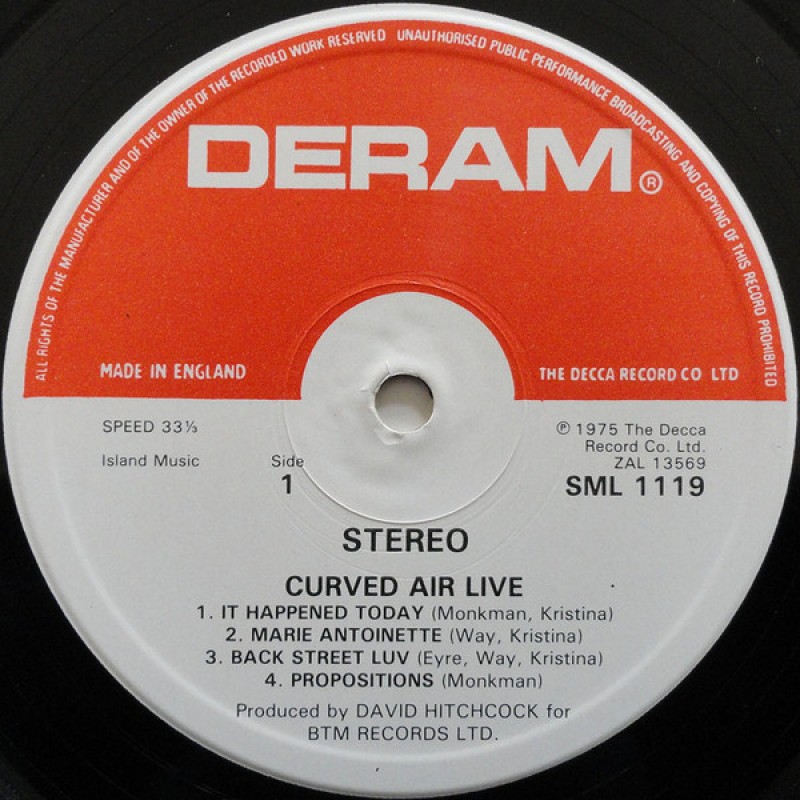 ALL RIGHTS OF THE MANUFACTURER AND OF THE OWNER OF THE RECORDED WORK RESERVED UNAUTHORISED PUBLIC PERFORMANCE BROADCASTING AND COPYING OF THIS RECORD PROHIBITED
DERAM®
MADE IN ENGLAND
THE DECCA RECORD CO LTD
SPEED 33⅓
℗ 1975 The Decca
Record Co. Ltd.
Island Music
Side
1
ZAL 13569
SML 1119
STEREO
CURVED AIR LIVE
1. IT HAPPENED TODAY (Monkman, Kristina)
2. MARIE ANTOINETTE (Way, Kristina)
3. BACK STREET LUV (Eyre, Way, Kristina)
4. PROPOSITIONS (Monkman)
Produced by DAVID HITCHCOCK for
BTM RECORDS LTD.